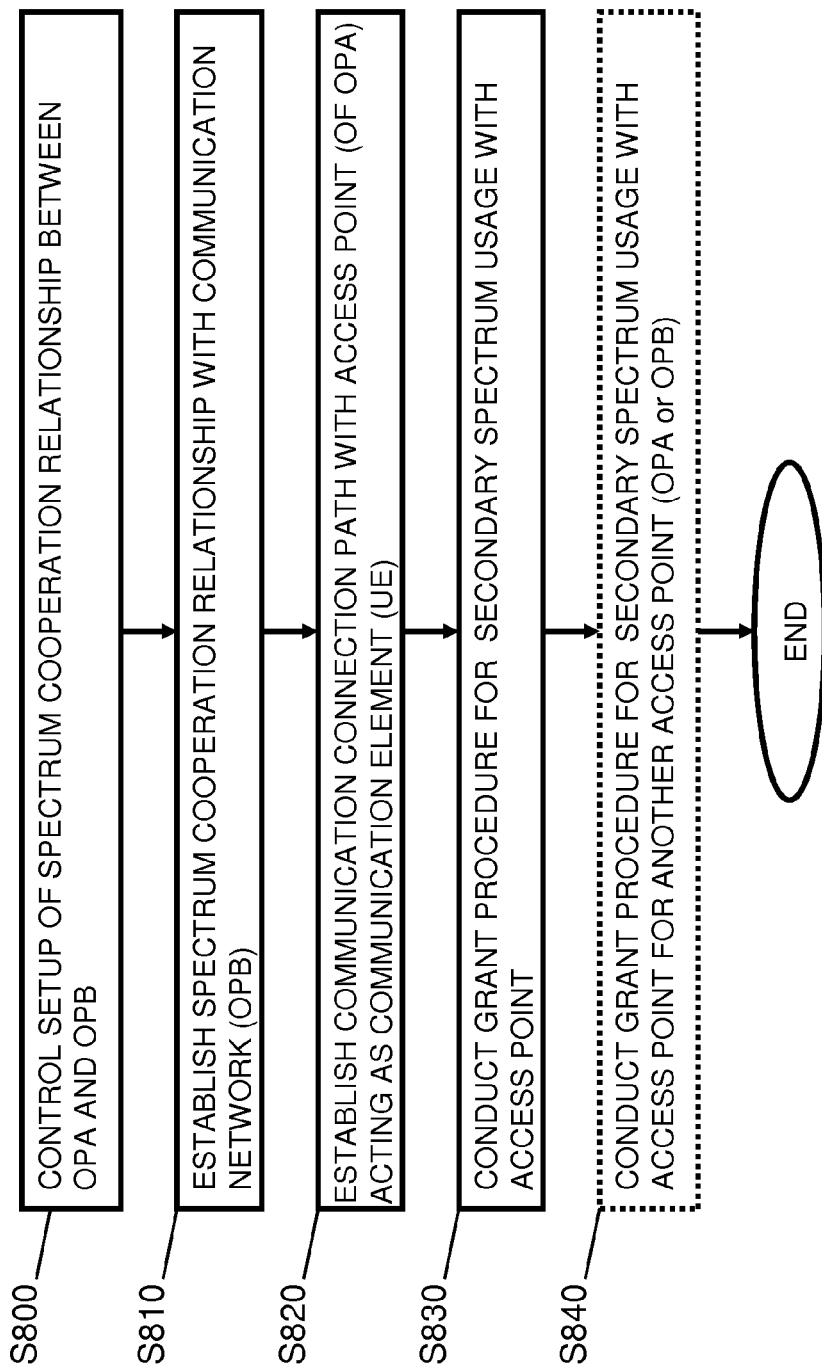 S800
CONTROL SETUP OF SPECTRUM COOPERATION RELATIONSHIP BETWEEN
OPA AND OPB
S810
ESTABLISH SPECTRUM COOPERATION RELATIONSHIP WITH COMMUNICATION
NETWORK (OPB)
S820
ESTABLISH COMMUNICATION CONNECTION PATH WITH ACCESS POINT (OF OPA)
ACTING AS COMMUNICATION ELEMENT (UE)
S830
CONDUCT GRANT PROCEDURE FOR SECONDARY SPECTRUM USAGE WITH
ACCESS POINT
S840
CONDUCT GRANT PROCEDURE FOR SECONDARY SPECTRUM USAGE WITH
ACCESS POINT FOR ANOTHER ACCESS POINT (OPA or OPB)
END